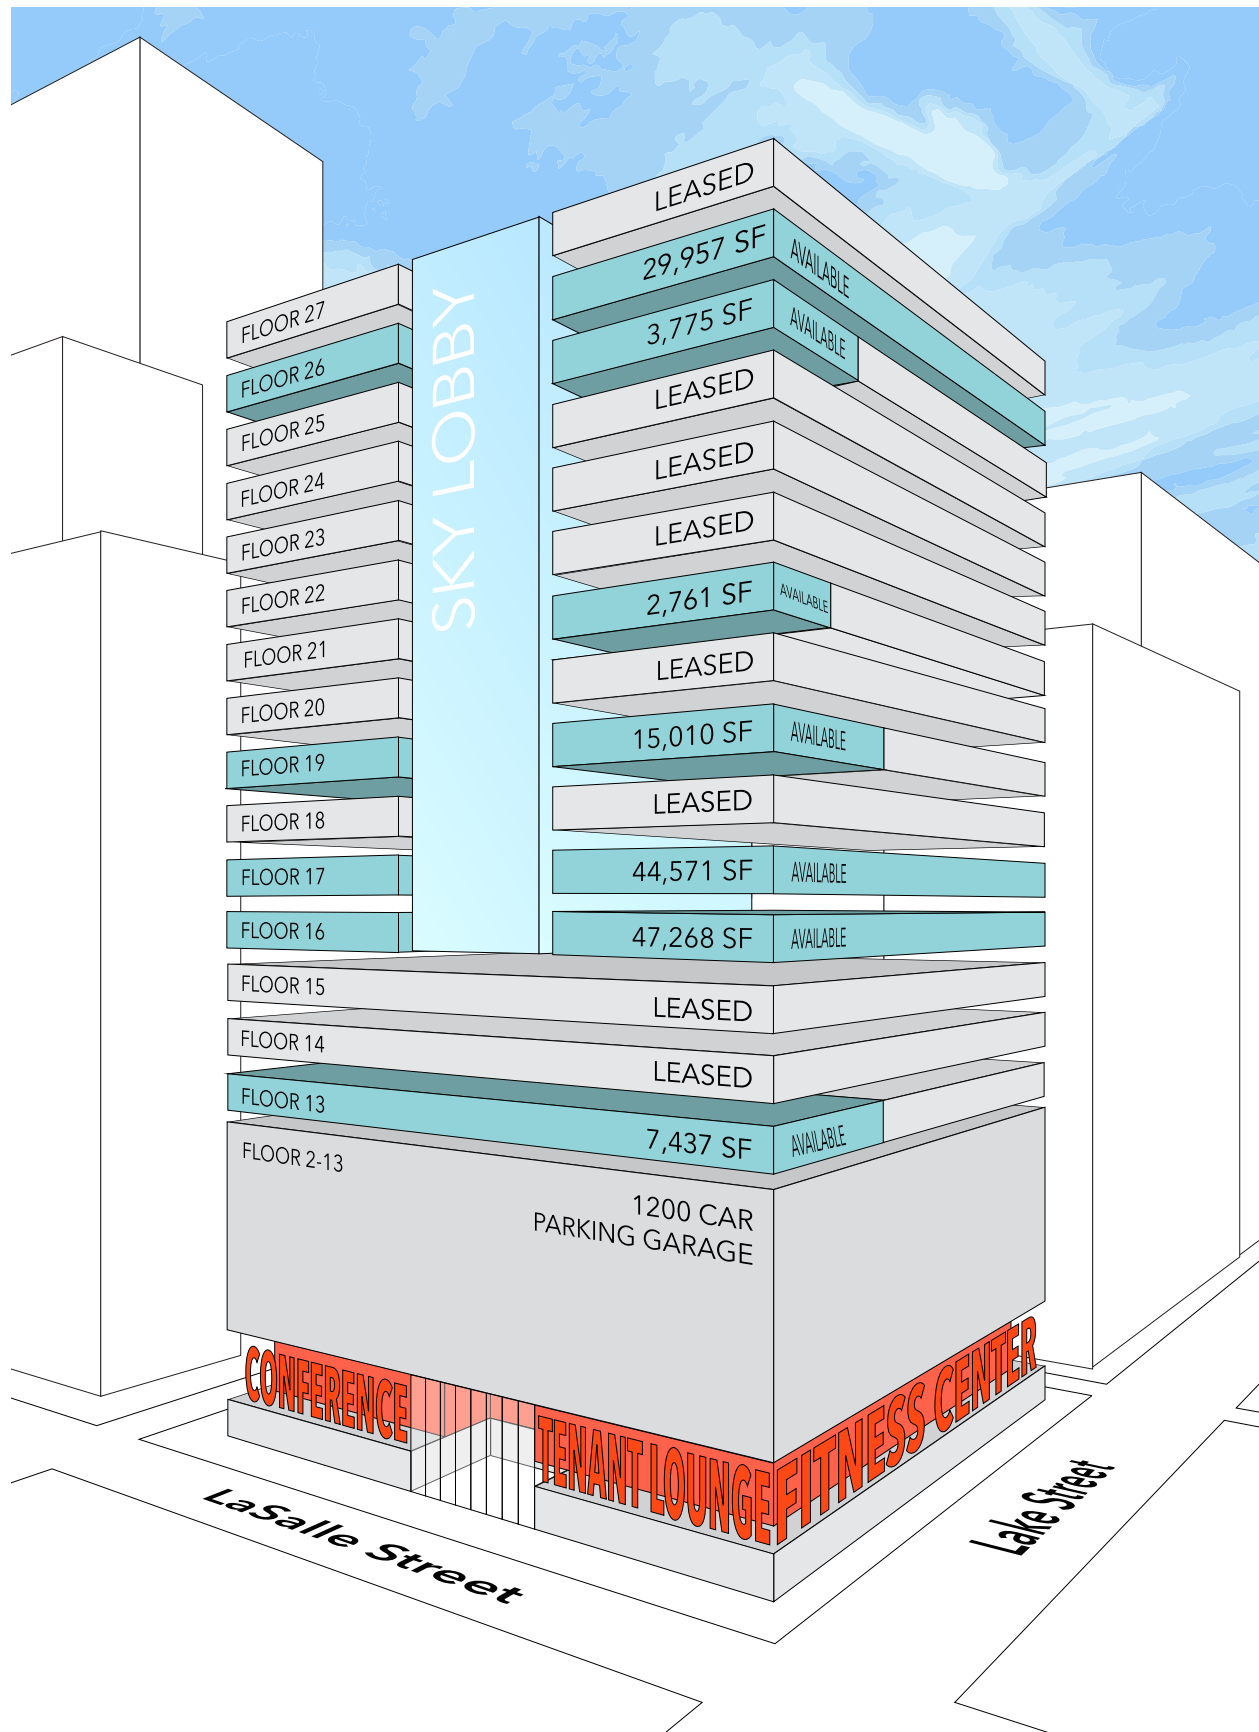 LEASED
29,957 SF
AVAILABLE
FLOOR 27
3,775 SF
AVAILABLE
FLOOR 26
LEASED
FLOOR 25
SKY LOBBY
LEASED
FLOOR 24
LEASED
FLOOR 23
2,761 SF
AVAILABLE
FLOOR 22
LEASED
FLOOR 21
15,010 SF
AVAILABLE
FLOOR 20
FLOOR 19
LEASED
FLOOR 18
44,571 SF
AVAILABLE
FLOOR 17
47,268 SF
AVAILABLE
FLOOR 16
FLOOR 15
LEASED
FLOOR 14
LEASED
FLOOR 13
7,437 SF
AVAILABLE
FLOOR 2-13
1200 CAR
PARKING GARAGE
CONFERENCE
TENANT LOUNGE
FITNESS CENTER
LaSalle Street
Lake Street